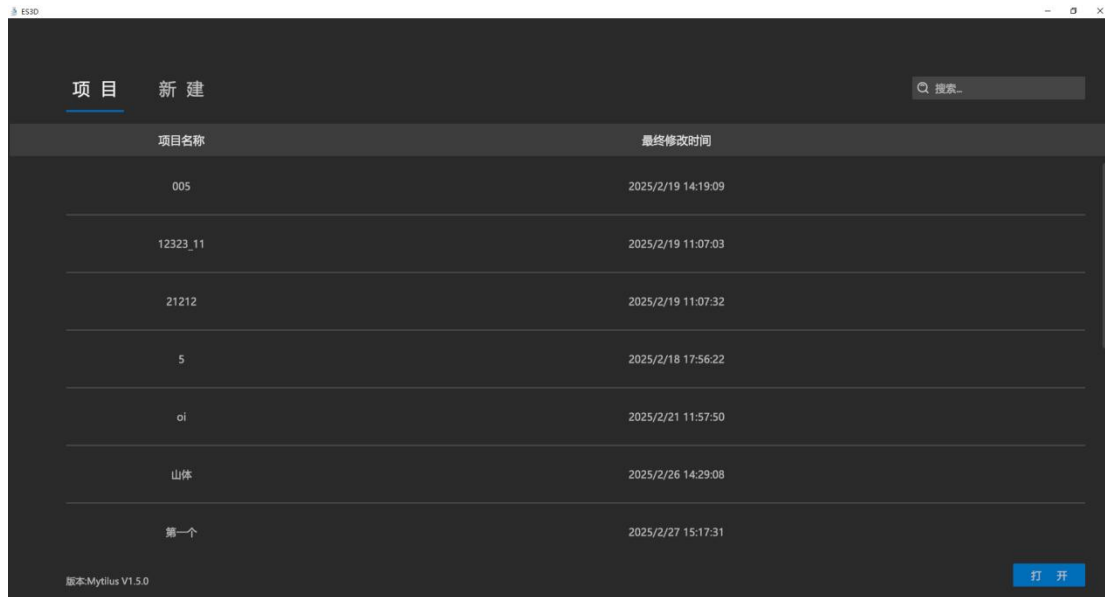 ES3D
项目 新建 搜索...
项目名称 最终修改时间
005 2025/2/19 14:19:09
12323_11 2025/2/19 11:07:03
21212 2025/2/19 11:07:32
5 2025/2/18 17:56:22
oi 2025/2/21 11:57:50
山体 2025/2/26 14:29:08
第一个 2025/2/27 15:17:31
版本:Mytilus V1.5.0 打 开